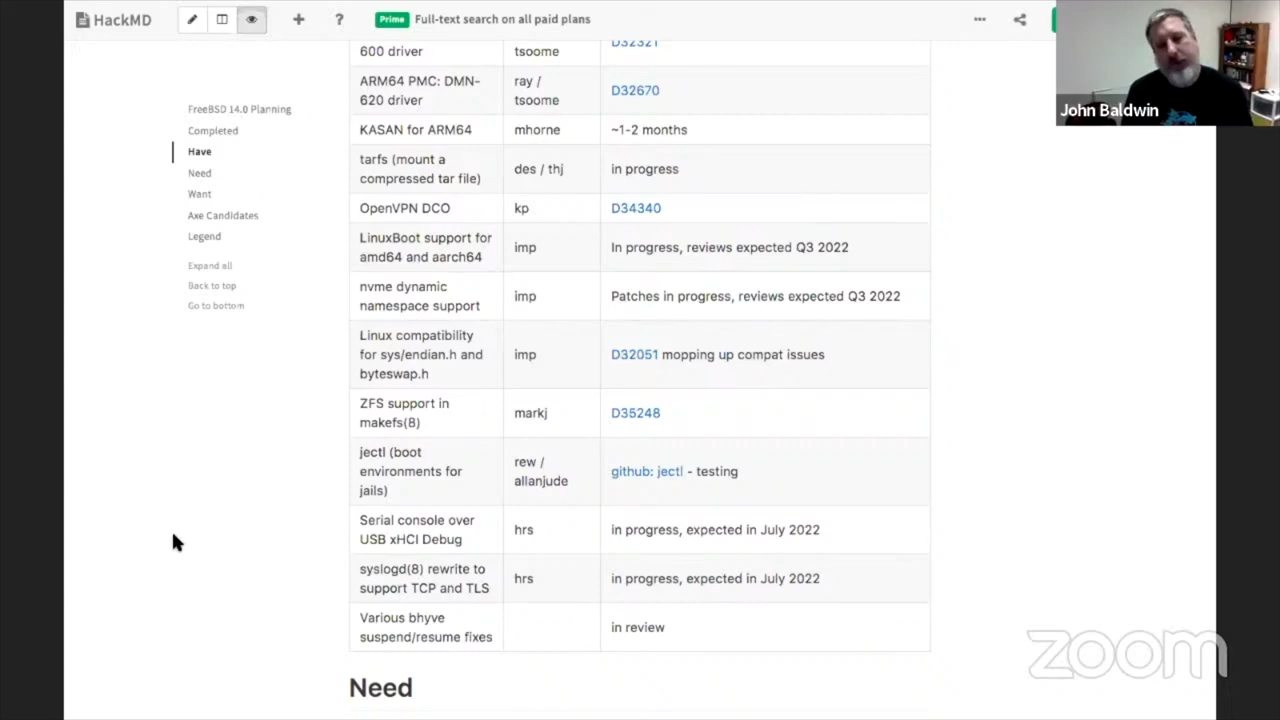 HackMD
Prime Full-text search on all paid plans
John Baldwin
FreeBSD 14.0 Planning
Completed
Have
Need
Want
Axe Candidates
Legend
Expand all
Back to top
Go to bottom
600 driver tsoome D32321
ARM64 PMC: DMN-
620 driver
ray /
tsoome
D32670
KASAN for ARM64 mhorne ~1-2 months
tarfs (mount a
compressed tar file)
des / thj in progress
OpenVPN DCO kp D34340
LinuxBoot support for
amd64 and aarch64
imp In progress, reviews expected Q3 2022
nvme dynamic
namespace support
imp Patches in progress, reviews expected Q3 2022
Linux compatibility
for sys/endian.h and
byteswap.h
imp D32051 mopping up compat issues
ZFS support in
makefs(8)
markj D35248
jectl (boot
environments for
jails)
rew /
allanjude
github: jectl - testing
Serial console over
USB xHCI Debug
hrs in progress, expected in July 2022
syslogd(8) rewrite to
support TCP and TLS
hrs in progress, expected in July 2022
Various bhyve
suspend/resume fixes
in review
Need
zoom